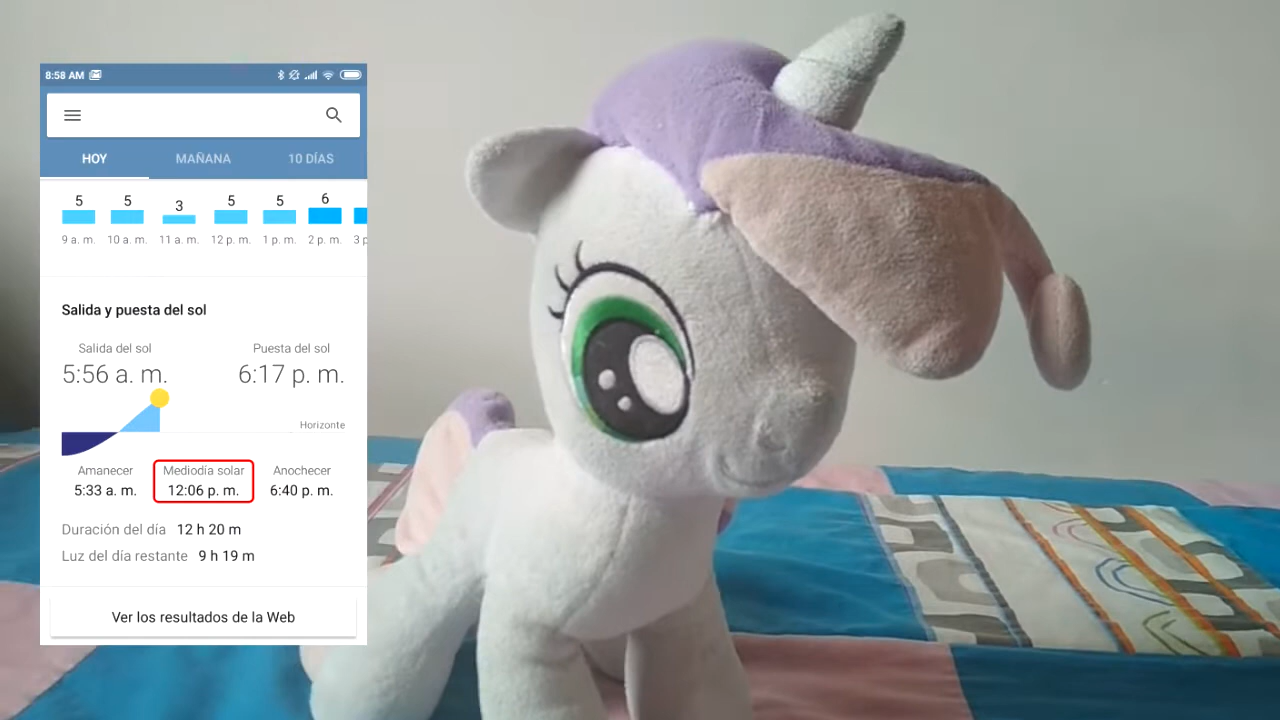 8:58 AM
HOY MAÑANA 10 DÍAS
5 5 3 5 5 6
9 a. m. 10 a. m. 11 a. m. 12 p. m. 1 p. m. 2 p. m. 3 p
Salida y puesta del sol
Salida del sol Puesta del sol
5:56 a. m. 6:17 p. m.
Horizonte
Amanecer Mediodía solar Anochecer
5:33 a. m. 12:06 p. m. 6:40 p. m.
Duración del día 12 h 20 m
Luz del día restante 9 h 19 m
Ver los resultados de la Web